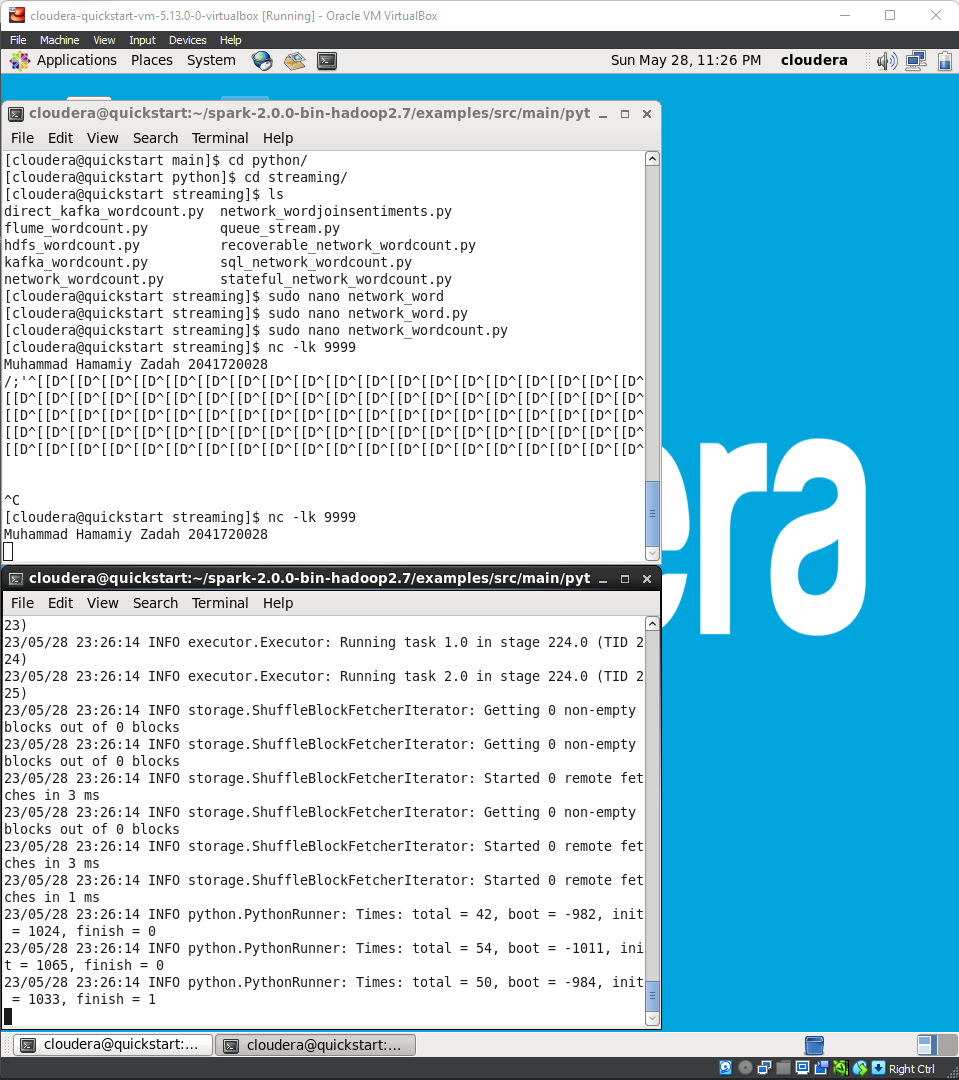 cloudera-quickstart-vm-5.13.0-0-virtualbox [Running] - Oracle VM VirtualBox
File Machine View Input Devices Help
Applications Places System Sun May 28, 11:26 PM cloudera
cloudera@quickstart:~/spark-2.0.0-bin-hadoop2.7/examples/src/main/pyt
File Edit View Search Terminal Help
[cloudera@quickstart main]$ cd python/
[cloudera@quickstart python]$ cd streaming/
[cloudera@quickstart streaming]$ ls
direct_kafka_wordcount.py network_wordjoinsentiments.py
flume_wordcount.py queue_stream.py
hdfs_wordcount.py recoverable_network_wordcount.py
kafka_wordcount.py sql_network_wordcount.py
network_wordcount.py stateful_network_wordcount.py
[cloudera@quickstart streaming]$ sudo nano network_word
[cloudera@quickstart streaming]$ sudo nano network_word.py
[cloudera@quickstart streaming]$ sudo nano network_wordcount.py
[cloudera@quickstart streaming]$ nc -lk 9999
Muhammad Hamamiy Zadah 2041720028
/;'^[[D^[[D^[[D^[[D^[[D^[[D^[[D^[[D^[[D^[[D^[[D^[[D^[[D^[[D^[[D^[[D^[[D^[[D^[[D^
[[D^[[D^[[D^[[D^[[D^[[D^[[D^[[D^[[D^[[D^[[D^[[D^[[D^[[D^[[D^[[D^[[D^[[D^[[D^[[D^
[[D^[[D^[[D^[[D^[[D^[[D^[[D^[[D^[[D^[[D^[[D^[[D^[[D^[[D^[[D^[[D^[[D^[[D^[[D^[[D^
[[D^[[D^[[D^[[D^[[D^[[D^[[D^[[D^[[D^[[D^[[D^[[D^[[D^[[D^[[D^[[D^[[D^[[D^[[D^[[D^
[[D^[[D^[[D^[[D^[[D^[[D^[[D^[[D^[[D^[[D^[[D^[[D^[[D^[[D^[[D^[[D^[[D^[[D^[[D^[[D^
^C
[cloudera@quickstart streaming]$ nc -lk 9999
Muhammad Hamamiy Zadah 2041720028
era
cloudera@quickstart:~/spark-2.0.0-bin-hadoop2.7/examples/src/main/pyt
File Edit View Search Terminal Help
23)
23/05/28 23:26:14 INFO executor.Executor: Running task 1.0 in stage 224.0 (TID 2
24)
23/05/28 23:26:14 INFO executor.Executor: Running task 2.0 in stage 224.0 (TID 2
25)
23/05/28 23:26:14 INFO storage.ShuffleBlockFetcherIterator: Getting 0 non-empty
blocks out of 0 blocks
23/05/28 23:26:14 INFO storage.ShuffleBlockFetcherIterator: Getting 0 non-empty
blocks out of 0 blocks
23/05/28 23:26:14 INFO storage.ShuffleBlockFetcherIterator: Started 0 remote fet
ches in 3 ms
23/05/28 23:26:14 INFO storage.ShuffleBlockFetcherIterator: Getting 0 non-empty
blocks out of 0 blocks
23/05/28 23:26:14 INFO storage.ShuffleBlockFetcherIterator: Started 0 remote fet
ches in 3 ms
23/05/28 23:26:14 INFO storage.ShuffleBlockFetcherIterator: Started 0 remote fet
ches in 1 ms
23/05/28 23:26:14 INFO python.PythonRunner: Times: total = 42, boot = -982, init
= 1024, finish = 0
23/05/28 23:26:14 INFO python.PythonRunner: Times: total = 54, boot = -1011, ini
t = 1065, finish = 0
23/05/28 23:26:14 INFO python.PythonRunner: Times: total = 50, boot = -984, init
= 1033, finish = 1
cloudera@quickstart:... cloudera@quickstart:...
Right Ctrl